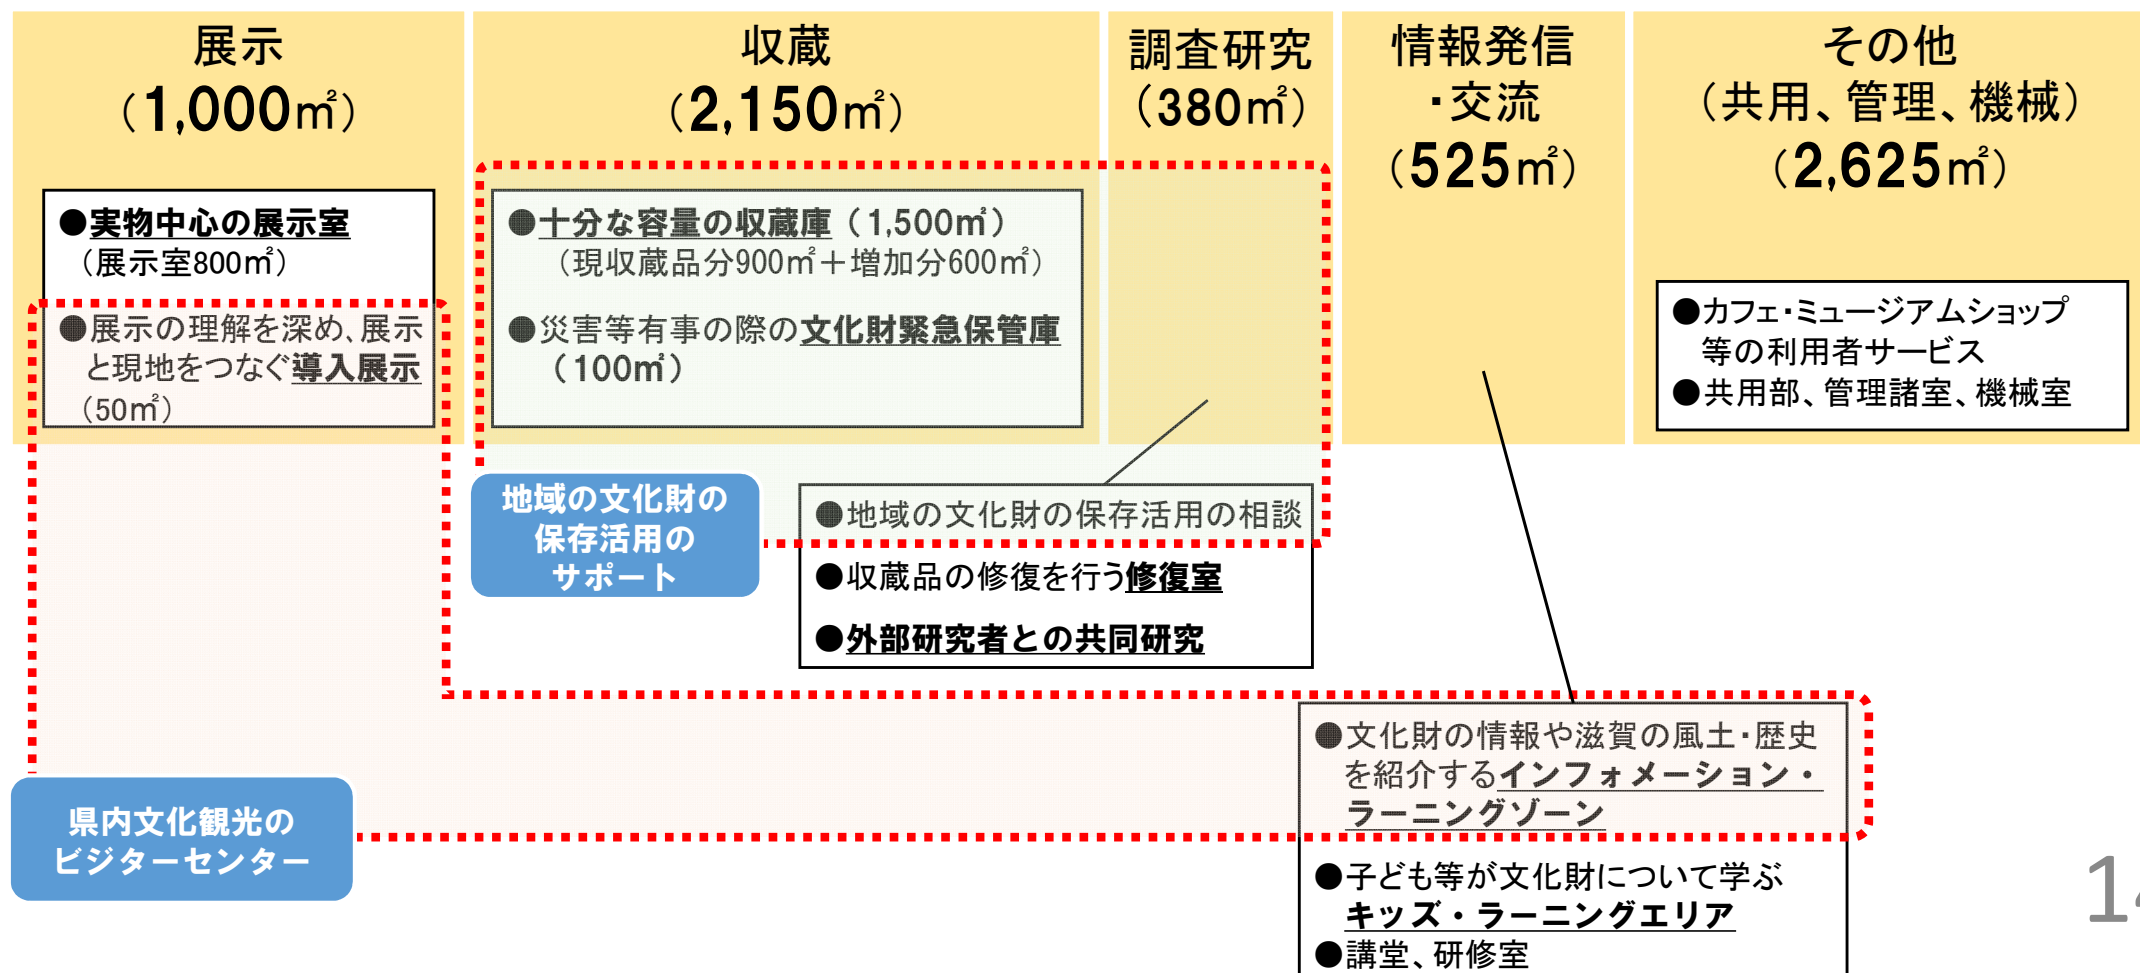 展示
（1,000㎡）
●実物中心の展示室
（展示室800㎡）
●展示の理解を深め、展示
と現地をつなぐ導入展示
（50㎡）
収蔵
（2,150㎡）
●十分な容量の収蔵庫（1,500㎡）
（現収蔵品分900㎡＋増加分600㎡）
●災害等有事の際の文化財緊急保管庫
（100㎡）
調査研究
（380㎡）
●地域の文化財の保存活用の相談
●収蔵品の修復を行う修復室
●外部研究者との共同研究
地域の文化財の
保存活用の
サポート
情報発信
・交流
（525㎡）
●文化財の情報や滋賀の風土・歴史
を紹介するインフォメーション・
ラーニングゾーン
●子ども等が文化財について学ぶ
キッズ・ラーニングエリア
●講堂、研修室
その他
（共用、管理、機械）
（2,625㎡）
●カフェ・ミュージアムショップ
等の利用者サービス
●共用部、管理諸室、機械室
県内文化観光の
ビジターセンター
14